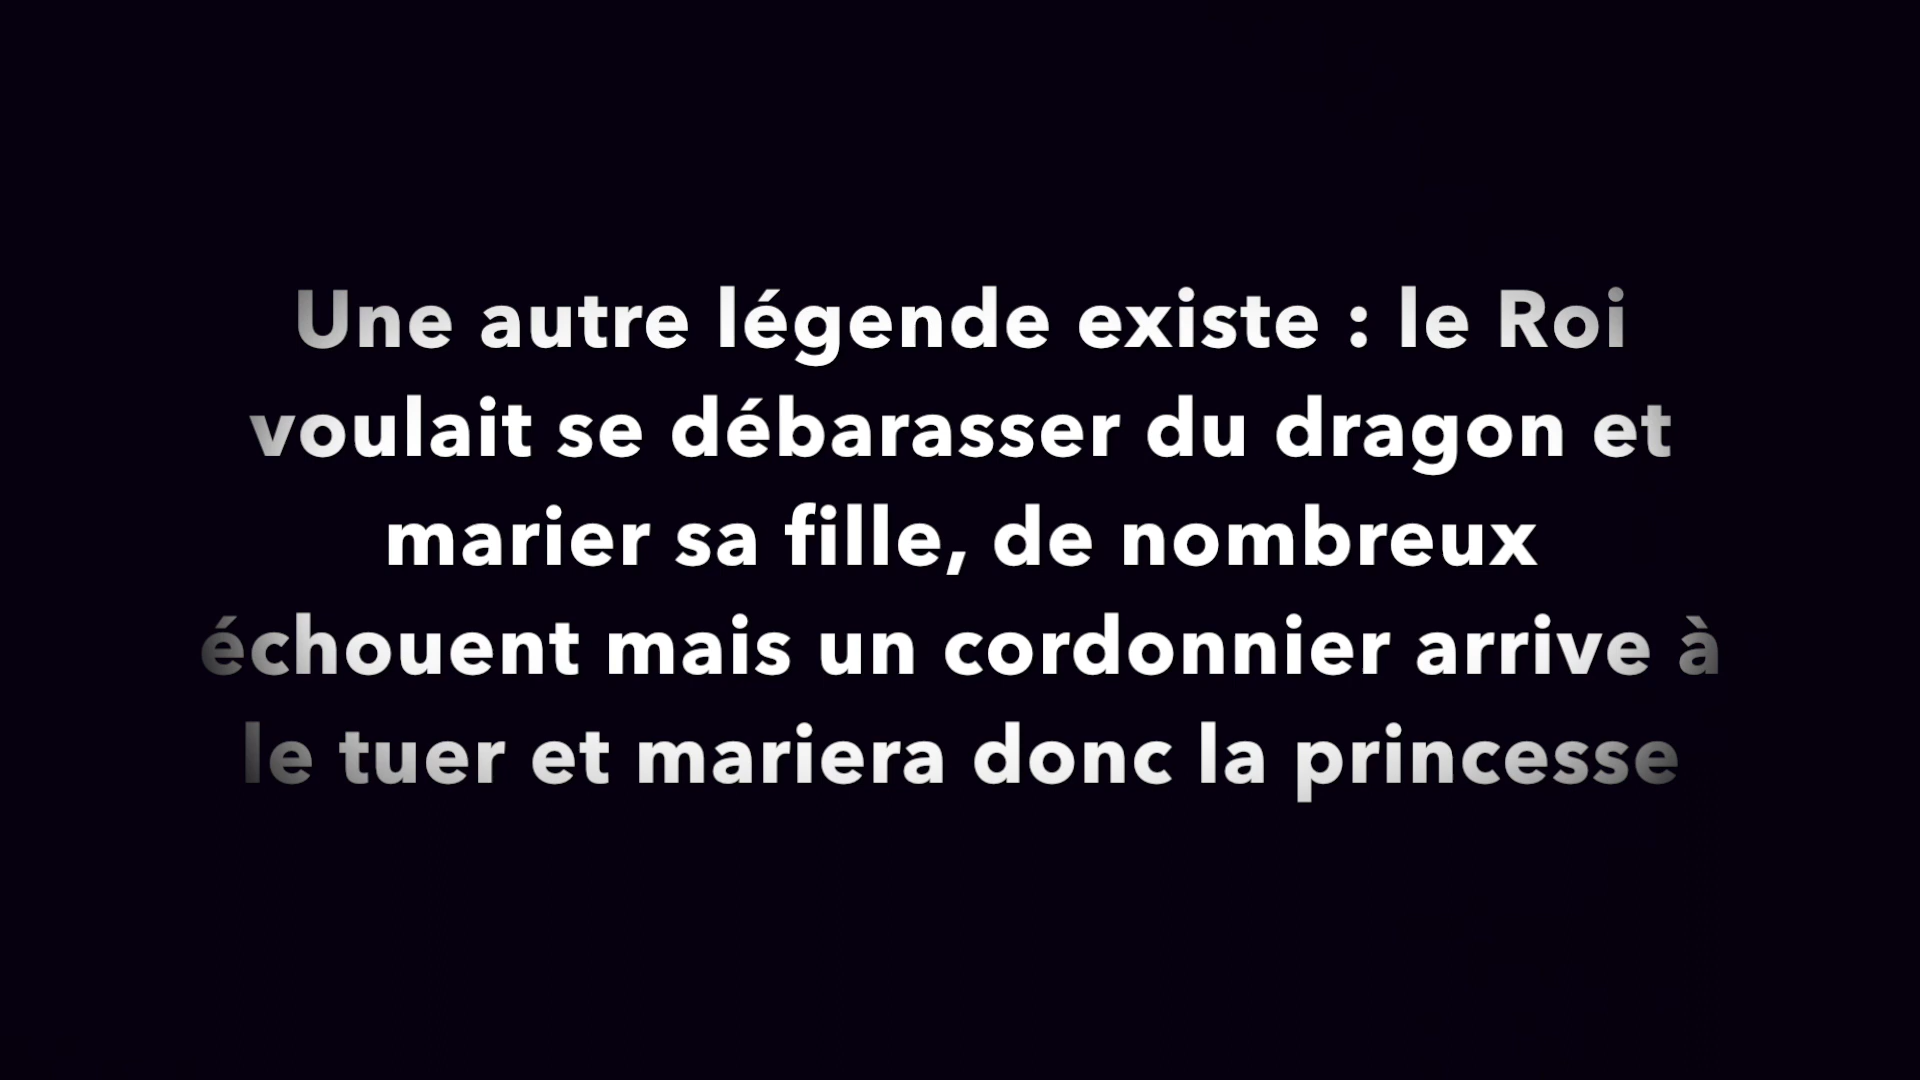 Une autre légende existe : le Roi
voulait se débarasser du dragon et
marier sa fille, de nombreux
échouent mais un cordonnier arrive à
le tuer et mariera donc la princesse